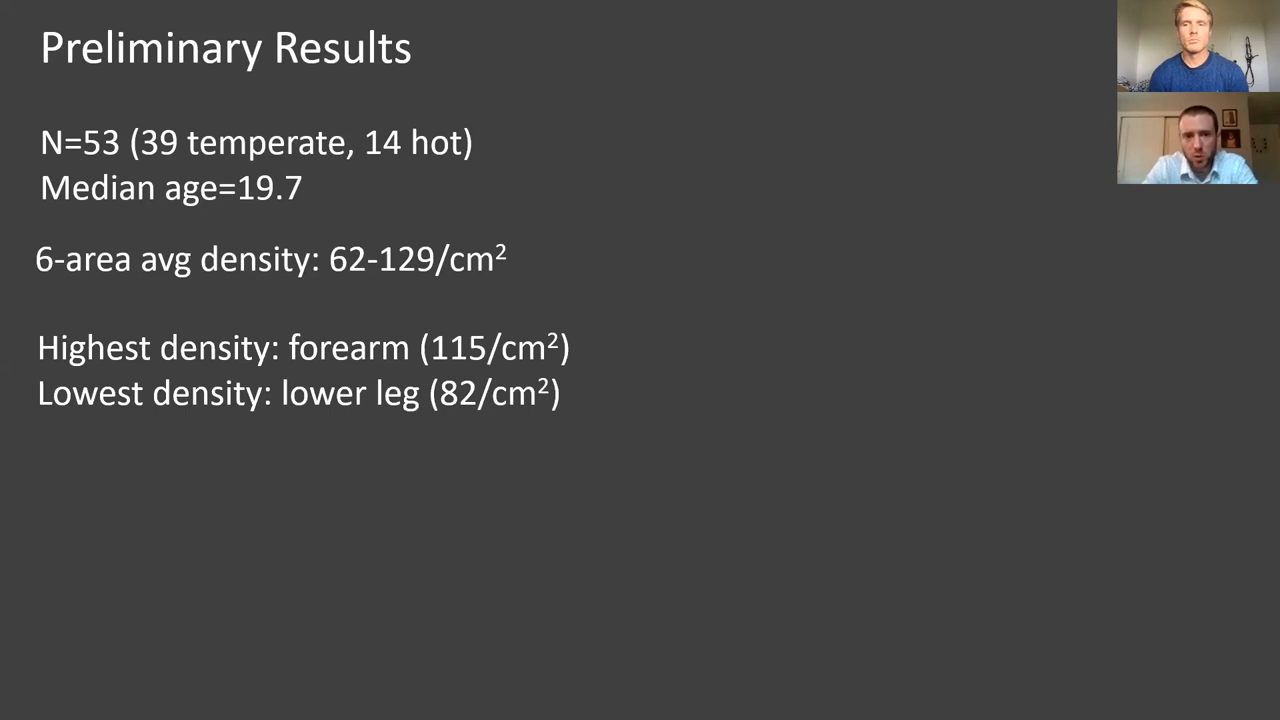 Preliminary Results
N=53 (39 temperate, 14 hot)
Median age=19.7
6-area avg density: 62-129/cm²
Highest density: forearm (115/cm²)
Lowest density: lower leg (82/cm²)